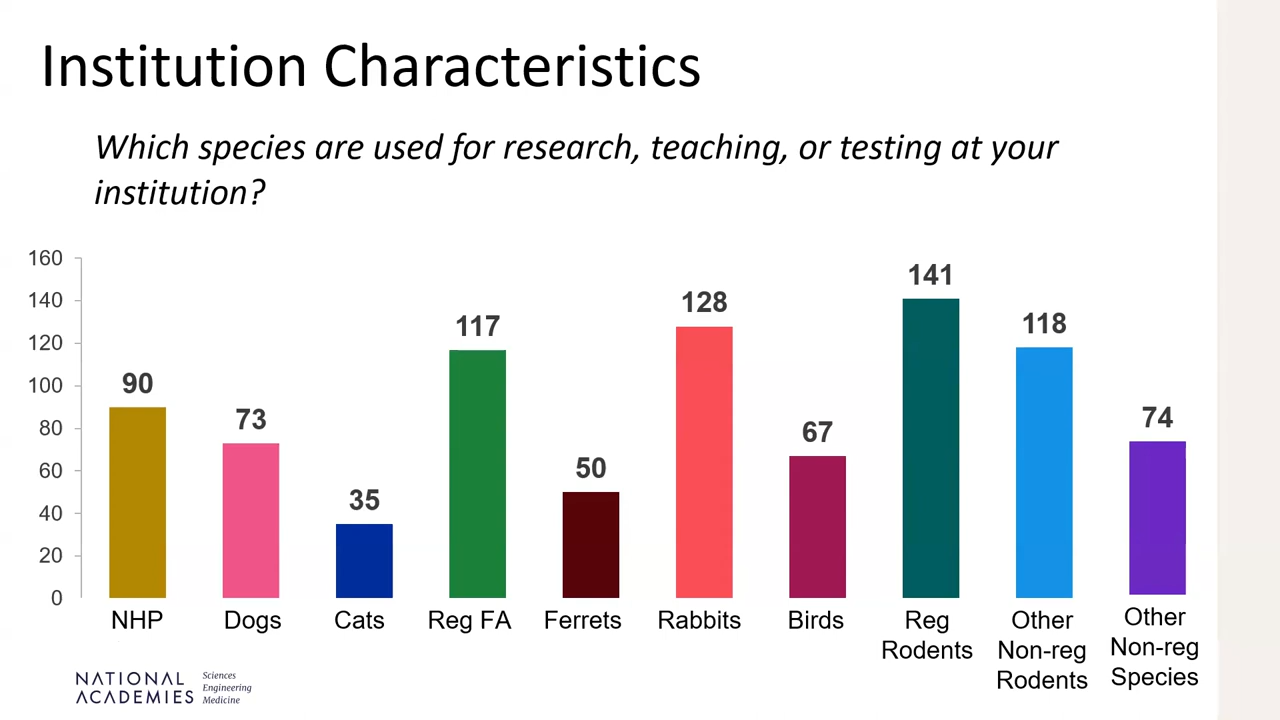 Institution Characteristics
Which species are used for research, teaching, or testing at your
institution?
160
140
120
100
80
60
40
20
0
90
73
35
117
50
128
67
141
118
74
NHP
Dogs
Cats
Reg FA
Ferrets
Rabbits
Birds
Reg
Rodents
Other
Non-reg
Rodents
Other
Non-reg
Species
NATIONAL
ACADEMIES
Sciences
Engineering
Medicine